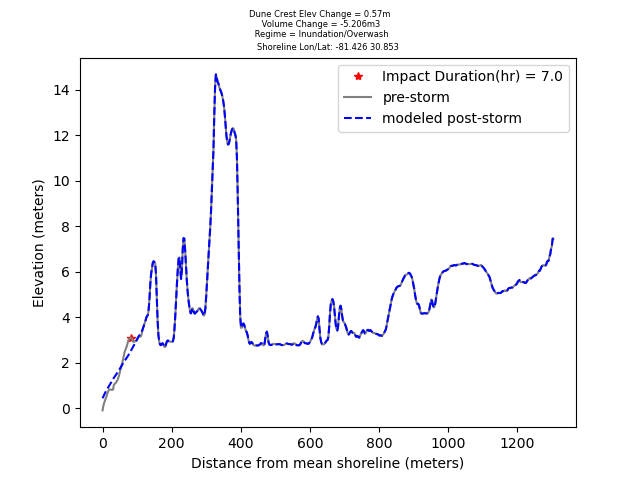 Dune Crest Elev Change = 0.57m
Volume Change = -5.206m3
Regime = Inundation/Overwash
Shoreline Lon/Lat: -81.426 30.853
Impact Duration(hr) = 7.0
pre-storm
modeled post-storm
14
12
10
8
6
4
2
0
Elevation (meters)
0 200 400 600 800 1000 1200
Distance from mean shoreline (meters)